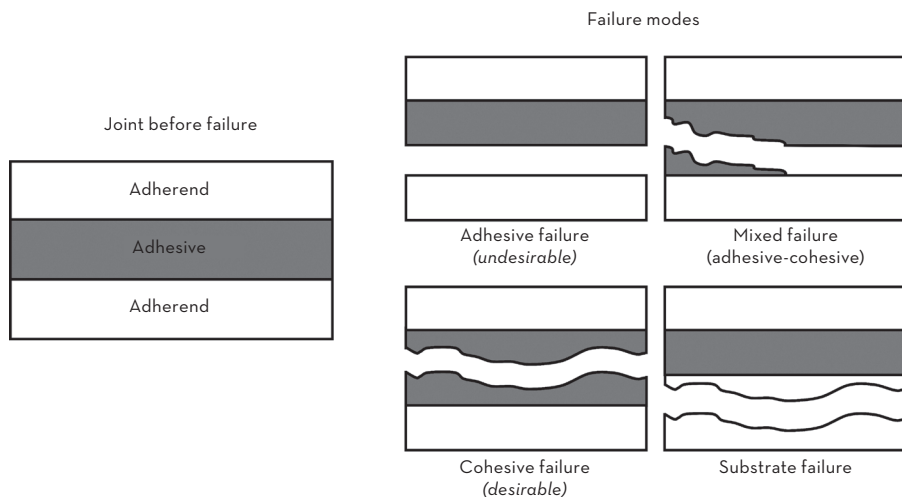 Failure modes
Joint before failure
Adherend
Adhesive
Adherend
Adhesive failure
(undesirable)
Mixed failure
(adhesive-cohesive)
Cohesive failure
(desirable)
Substrate failure